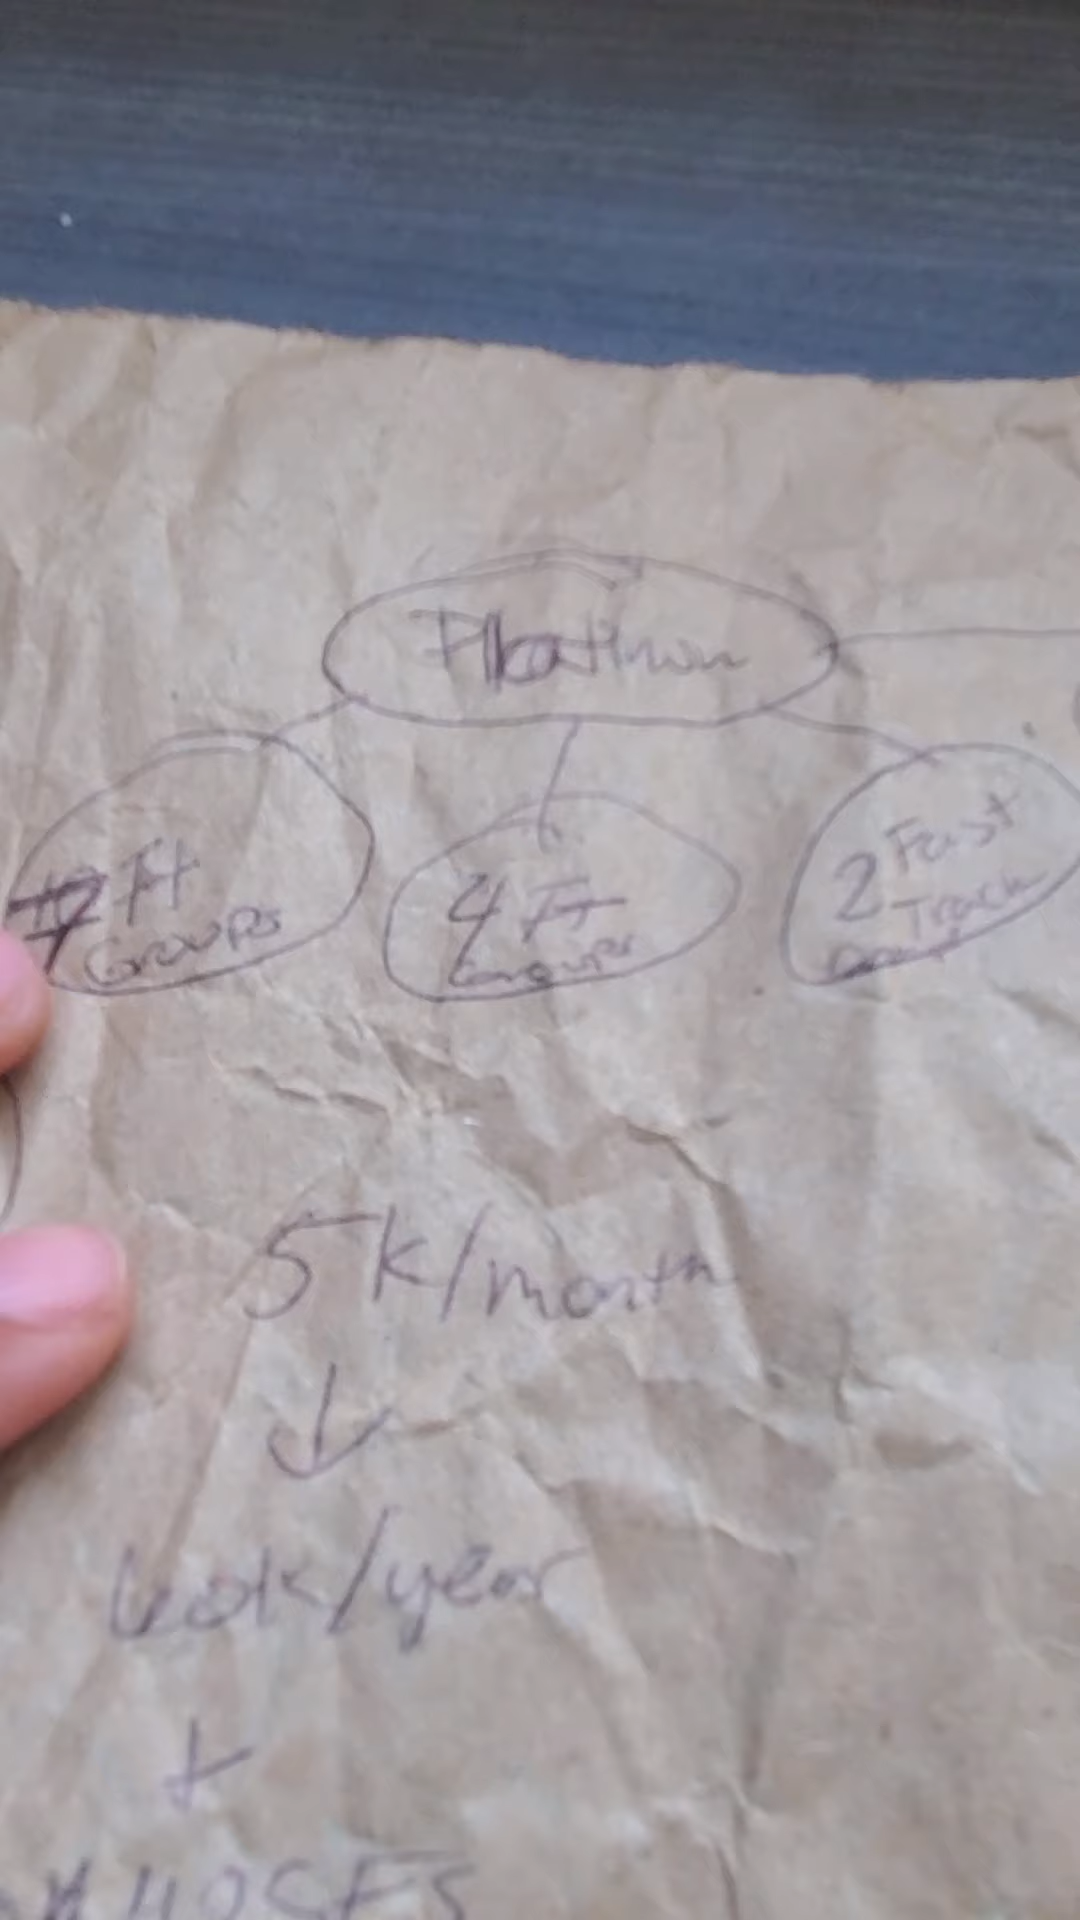 Platinum
Ft
Groups
4 Ft
Groups
2 Fast
Track
5k/month
60k/year
+